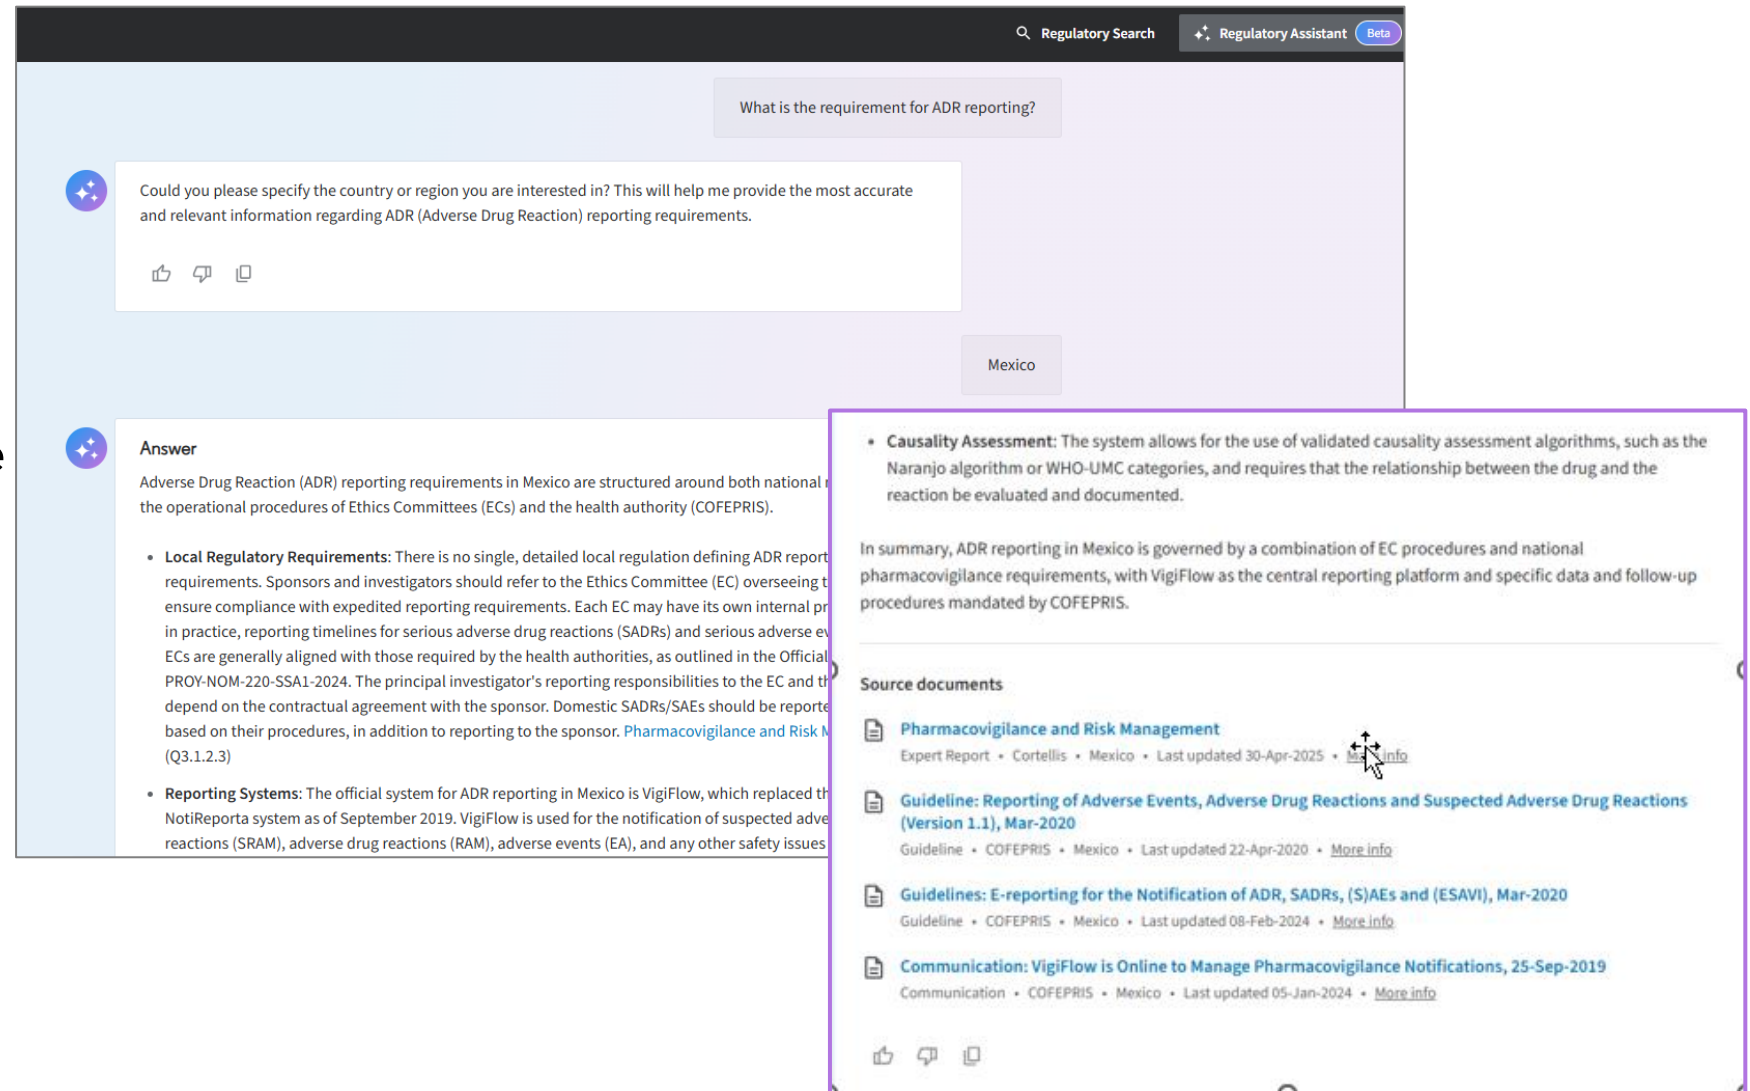 Regulatory Search
Regulatory Assistant Beta
What is the requirement for ADR reporting?
Could you please specify the country or region you are interested in? This will help me provide the most accurate
and relevant information regarding ADR (Adverse Drug Reaction) reporting requirements.
Mexico
e
Answer
Adverse Drug Reaction (ADR) reporting requirements in Mexico are structured around both national
the operational procedures of Ethics Committees (ECs) and the health authority (COFEPRIS).
• Local Regulatory Requirements: There is no single, detailed local regulation defining ADR report
requirements. Sponsors and investigators should refer to the Ethics Committee (EC) overseeing t
ensure compliance with expedited reporting requirements. Each EC may have its own internal pr
in practice, reporting timelines for serious adverse drug reactions (SADRs) and serious adverse ev
ECs are generally aligned with those required by the health authorities, as outlined in the Official
PROY-NOM-220-SSA1-2024. The principal investigator's reporting responsibilities to the EC and th
depend on the contractual agreement with the sponsor. Domestic SADRs/SAEs should be reporte
based on their procedures, in addition to reporting to the sponsor. Pharmacovigilance and Risk M
(Q3.1.2.3)
• Reporting Systems: The official system for ADR reporting in Mexico is VigiFlow, which replaced th
NotiReporta system as of September 2019. VigiFlow is used for the notification of suspected adve
reactions (SRAM), adverse drug reactions (RAM), adverse events (EA), and any other safety issues
• Causality Assessment: The system allows for the use of validated causality assessment algorithms, such as the
Naranjo algorithm or WHO-UMC categories, and requires that the relationship between the drug and the
reaction be evaluated and documented.
In summary, ADR reporting in Mexico is governed by a combination of EC procedures and national
pharmacovigilance requirements, with VigiFlow as the central reporting platform and specific data and follow-up
procedures mandated by COFEPRIS.
Source documents
Pharmacovigilance and Risk Management
Expert Report • Cortellis • Mexico • Last updated 30-Apr-2025 • info
Guideline: Reporting of Adverse Events, Adverse Drug Reactions and Suspected Adverse Drug Reactions
(Version 1.1), Mar-2020
Guideline • COFEPRIS • Mexico • Last updated 22-Apr-2020 • More info
Guidelines: E-reporting for the Notification of ADR, SADRs, (S)AEs and (ESAVI), Mar-2020
Guideline • COFEPRIS • Mexico • Last updated 08-Feb-2024 • More info
Communication: VigiFlow is Online to Manage Pharmacovigilance Notifications, 25-Sep-2019
Communication • COFEPRIS • Mexico • Last updated 05-Jan-2024 • More info